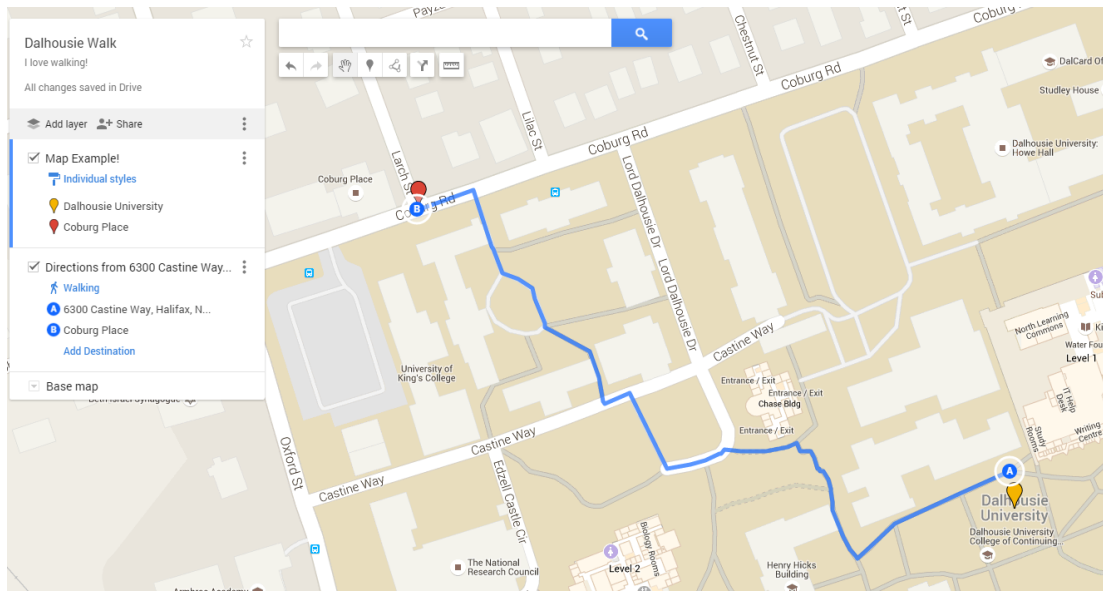 Dalhousie Walk
I love walking!
All changes saved in Drive
Add layer
Share
Map Example!
Individual styles
Dalhousie University
Coburg Place
Directions from 6300 Castine Way...
Walking
A 6300 Castine Way, Halifax, N...
B Coburg Place
Add Destination
Base map
Coburg Rd
Chestnut St
DalCard Of
Studley House
Lilac St
Coburg Rd
Dalhousie University:
Howe Hall
Larch St
Coburg Place
Coburg Rd
B
Lord Dalhousie Dr
Lord Dalhousie Dr
North Learning
Commons
Water Fou
Level 1
Castine Way
University of
King's College
Entrance / Exit
Entrance / Exit
Chase Bldg
Entrance / Exit
IT Help
Desk
Study
Rooms
Writing
Centre
Castine Way
Oxford St
Castine Way
Edzell Castle Cir
A
Dalhousie
University
Dalhousie University
College of Continuing...
Biology Rooms
Level 2
The National
Research Council
Henry Hicks
Building